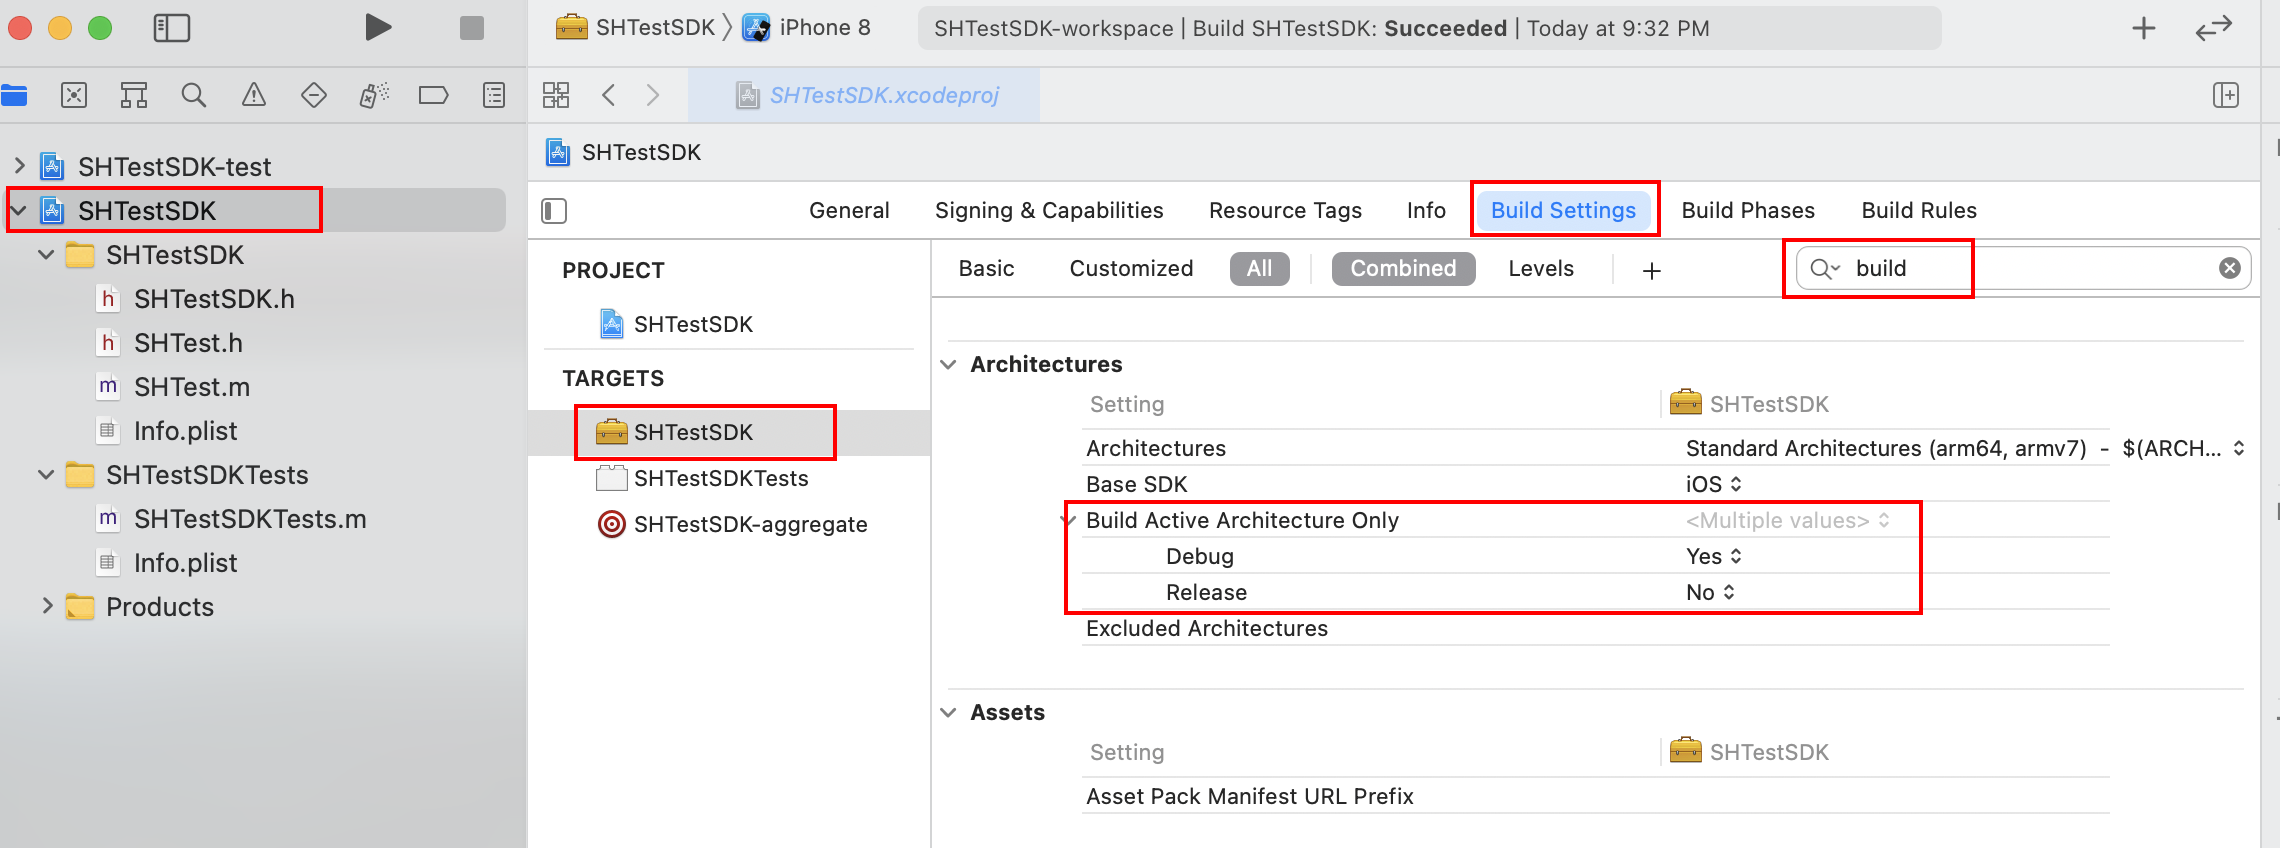 SHTestSDK
iPhone 8
SHTestSDK-workspace | Build SHTestSDK: Succeeded | Today at 9:32 PM
SHTestSDK.xcodeproj
SHTestSDK-test
SHTestSDK
SHTestSDK
h SHTestSDK.h
h SHTest.h
m SHTest.m
Info.plist
SHTestSDKTests
m SHTestSDKTests.m
Info.plist
Products
SHTestSDK
General Signing & Capabilities Resource Tags Info Build Settings Build Phases Build Rules
PROJECT
SHTestSDK
TARGETS
SHTestSDK
SHTestSDKTests
SHTestSDK-aggregate
Basic Customized All Combined Levels + build
Architectures
Setting SHTestSDK
Architectures Standard Architectures (arm64, armv7) - $(ARCH...
Base SDK iOS
Build Active Architecture Only <Multiple values>
Debug Yes
Release No
Excluded Architectures
Assets
Setting SHTestSDK
Asset Pack Manifest URL Prefix